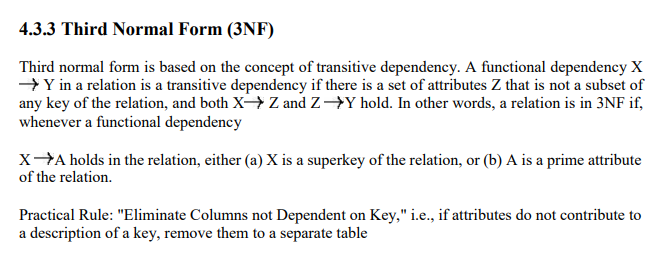 4.3.3 Third Normal Form (3NF)
Third normal form is based on the concept of transitive dependency. A functional dependency X
→ Y in a relation is a transitive dependency if there is a set of attributes Z that is not a subset of
any key of the relation, and both X→ Z and Z→Y hold. In other words, a relation is in 3NF if,
whenever a functional dependency
X→A holds in the relation, either (a) X is a superkey of the relation, or (b) A is a prime attribute
of the relation.
Practical Rule: "Eliminate Columns not Dependent on Key," i.e., if attributes do not contribute to
a description of a key, remove them to a separate table